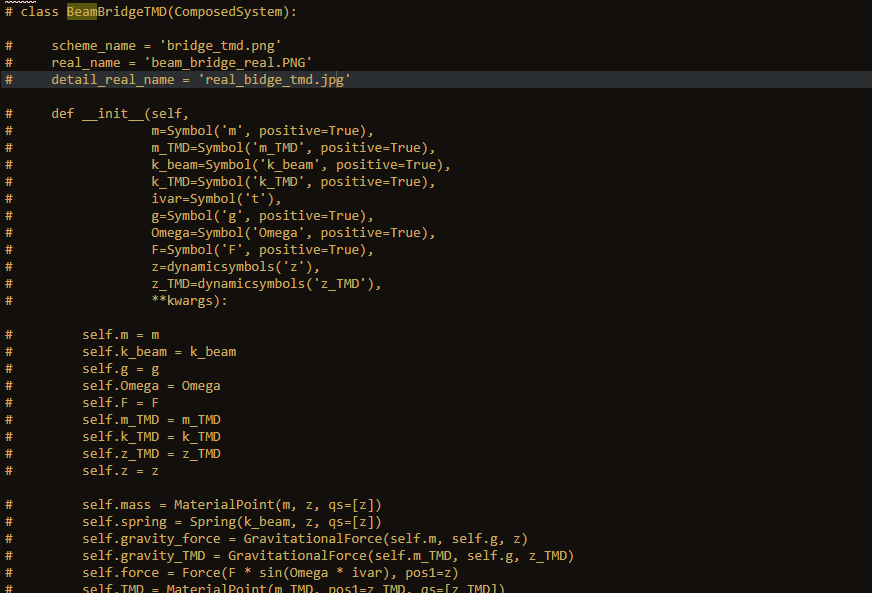 # class BeamBridgeTMD(ComposedSystem):
#     scheme_name = 'bridge_tmd.png'
#     real_name = 'beam_bridge_real.PNG'
#     detail_real_name = 'real_bidge_tmd.jpg'
#     def __init__(self,
#                  m=Symbol('m', positive=True),
#                  m_TMD=Symbol('m_TMD', positive=True),
#                  k_beam=Symbol('k_beam', positive=True),
#                  k_TMD=Symbol('k_TMD', positive=True),
#                  ivar=Symbol('t'),
#                  g=Symbol('g', positive=True),
#                  Omega=Symbol('Omega', positive=True),
#                  F=Symbol('F', positive=True),
#                  z=dynamicsymbols('z'),
#                  z_TMD=dynamicsymbols('z_TMD'),
#                  **kwargs):
#         self.m = m
#         self.k_beam = k_beam
#         self.g = g
#         self.Omega = Omega
#         self.F = F
#         self.m_TMD = m_TMD
#         self.k_TMD = k_TMD
#         self.z_TMD = z_TMD
#         self.z = z
#         self.mass = MaterialPoint(m, z, qs=[z])
#         self.spring = Spring(k_beam, z, qs=[z])
#         self.gravity_force = GravitationalForce(self.m, self.g, z)
#         self.gravity_TMD = GravitationalForce(self.m_TMD, self.g, z_TMD)
#         self.force = Force(F * sin(Omega * ivar), pos1=z)
#         self.TMD = MaterialPoint(m_TMD, pos1=z_TMD, qs=[z_TMD])